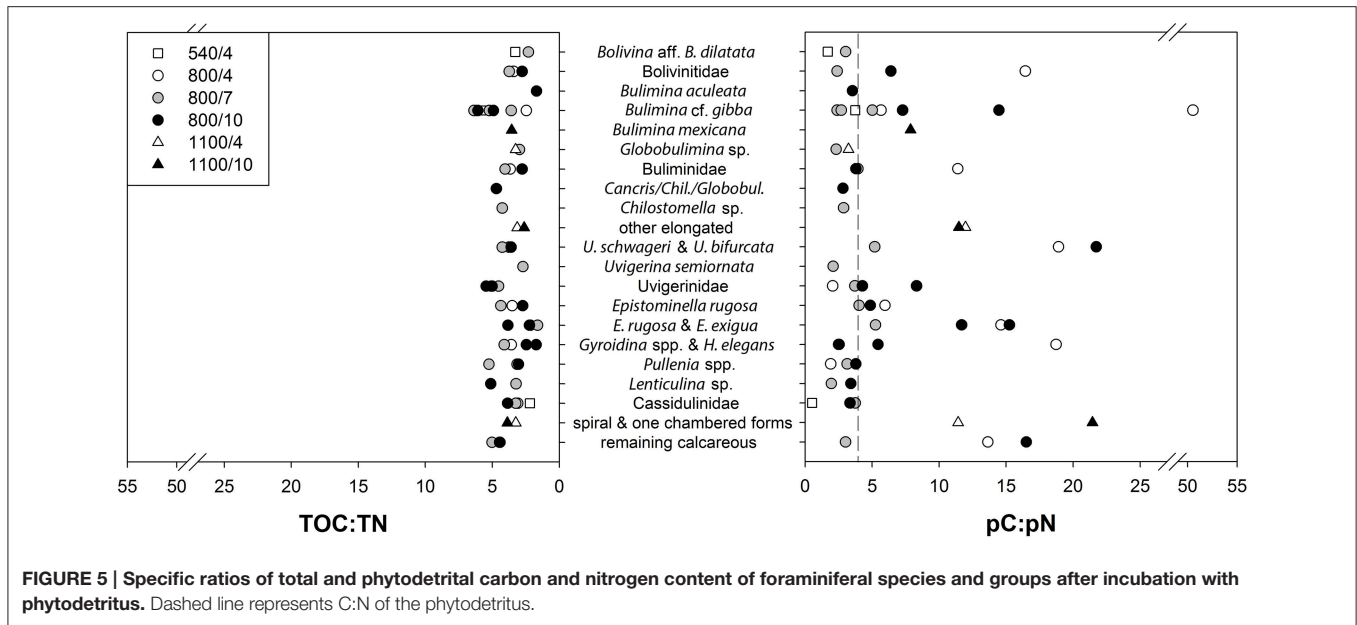 540/4
800/4
800/7
800/10
1100/4
1100/10
Bolivina aff. B. dilatata
Bolivinitidae
Bulimina aculeata
Bulimina cf. gibba
Bulimina mexicana
Globobulimina sp.
Buliminidae
Cancris/Chil./Globobul.
Chilostomella sp.
other elongated
U. schwageri & U. bifurcata
Uvigerina semiornata
Uvigerinidae
Epistominella rugosa
E. rugosa & E. exigua
Gyroidina spp. & H. elegans
Pullenia spp.
Lenticulina sp.
Cassidulinidae
spiral & one chambered forms
remaining calcareous
55 50 25 20 15 10 5 0
0 5 10 15 20 25 50 55
TOC:TN
pC:pN
FIGURE 5 | Specific ratios of total and phytodetrital carbon and nitrogen content of foraminiferal species and groups after incubation with
phytodetritus. Dashed line represents C:N of the phytodetritus.